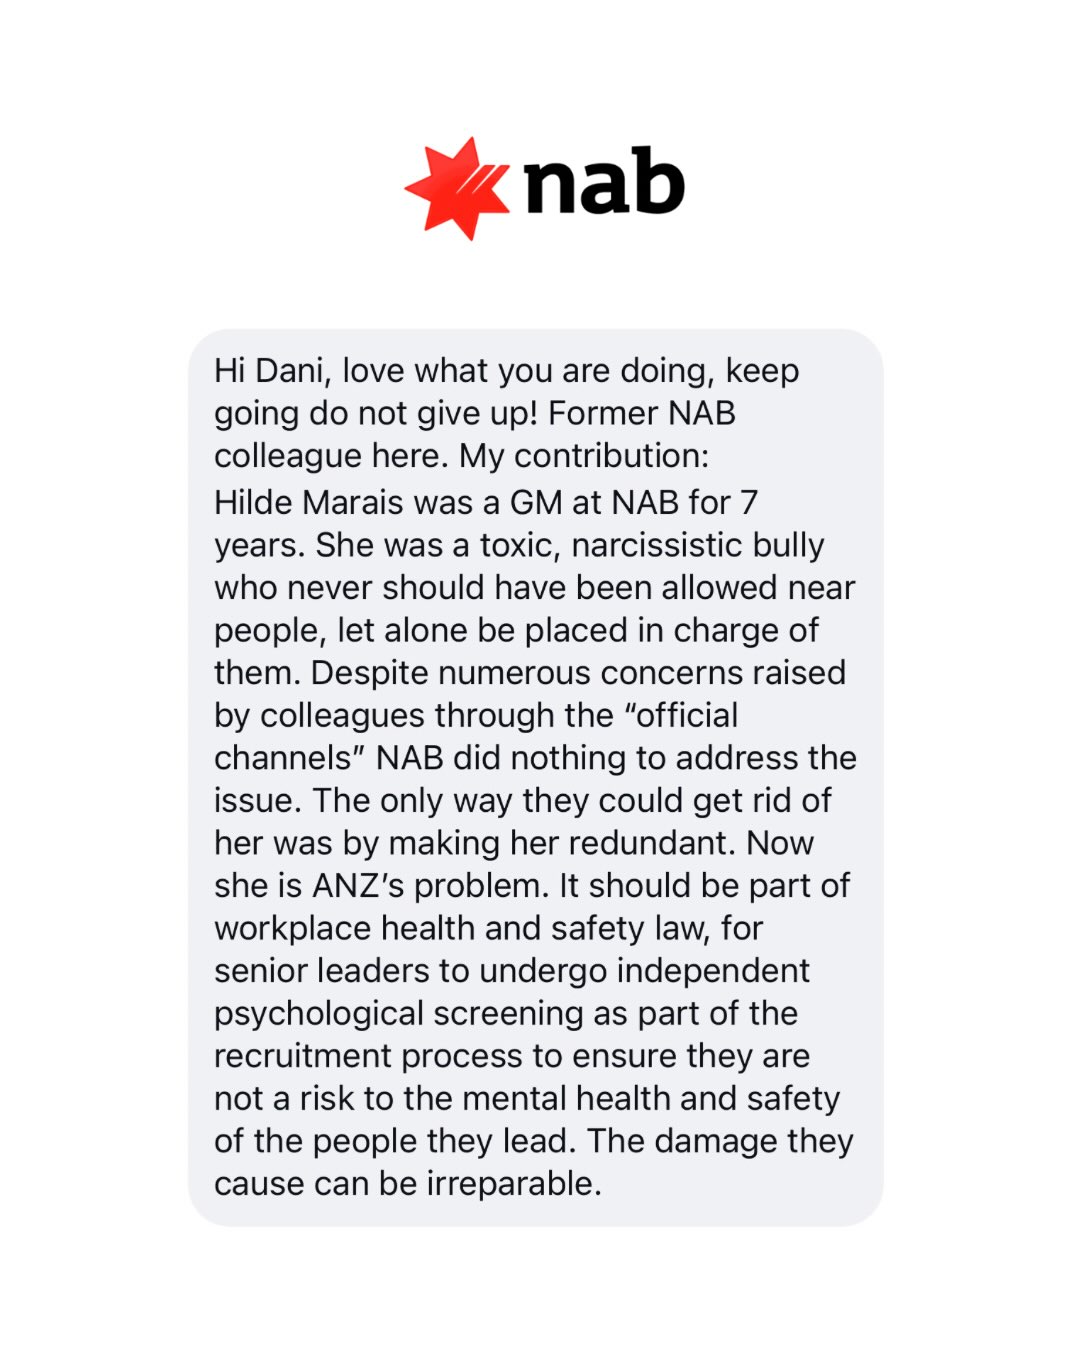 nab
Hi Dani, love what you are doing, keep
going do not give up! Former NAB
colleague here. My contribution:
Hilde Marais was a GM at NAB for 7
years. She was a toxic, narcissistic bully
who never should have been allowed near
people, let alone be placed in charge of
them. Despite numerous concerns raised
by colleagues through the “official
channels” NAB did nothing to address the
issue. The only way they could get rid of
her was by making her redundant. Now
she is ANZ’s problem. It should be part of
workplace health and safety law, for
senior leaders to undergo independent
psychological screening as part of the
recruitment process to ensure they are
not a risk to the mental health and safety
of the people they lead. The damage they
cause can be irreparable.